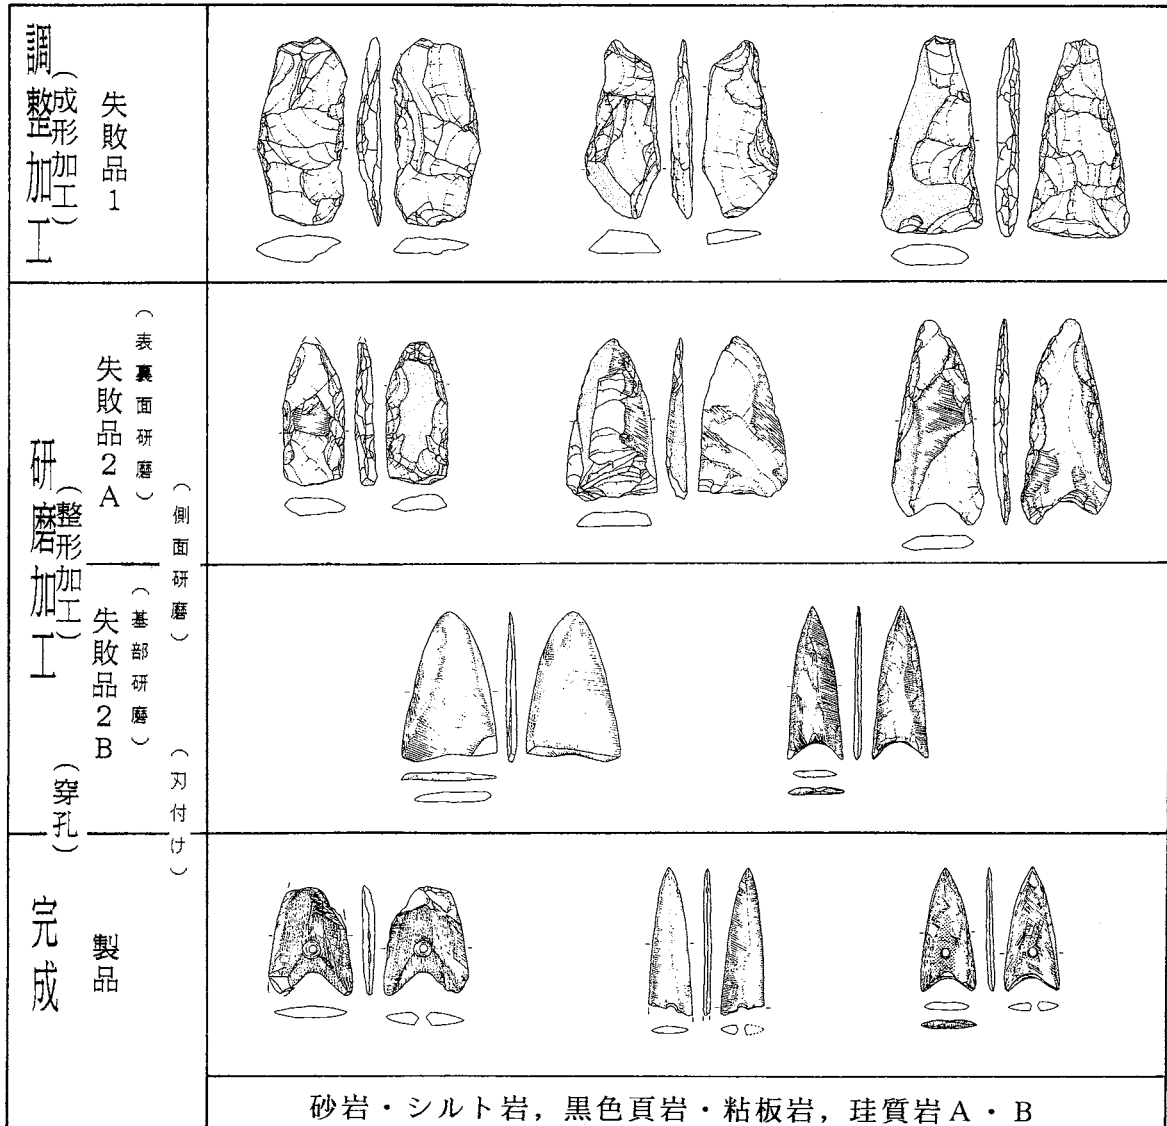 調整加工
（成形加工）
失敗品1
研磨加工
（整形加工）
失敗品2A
（表裏面研磨）
（側面研磨）
失敗品2B
（基部研磨）
（刃付け）
（穿孔）
完成
製品
砂岩・シルト岩，黒色頁岩・粘板岩，珪質岩A・B